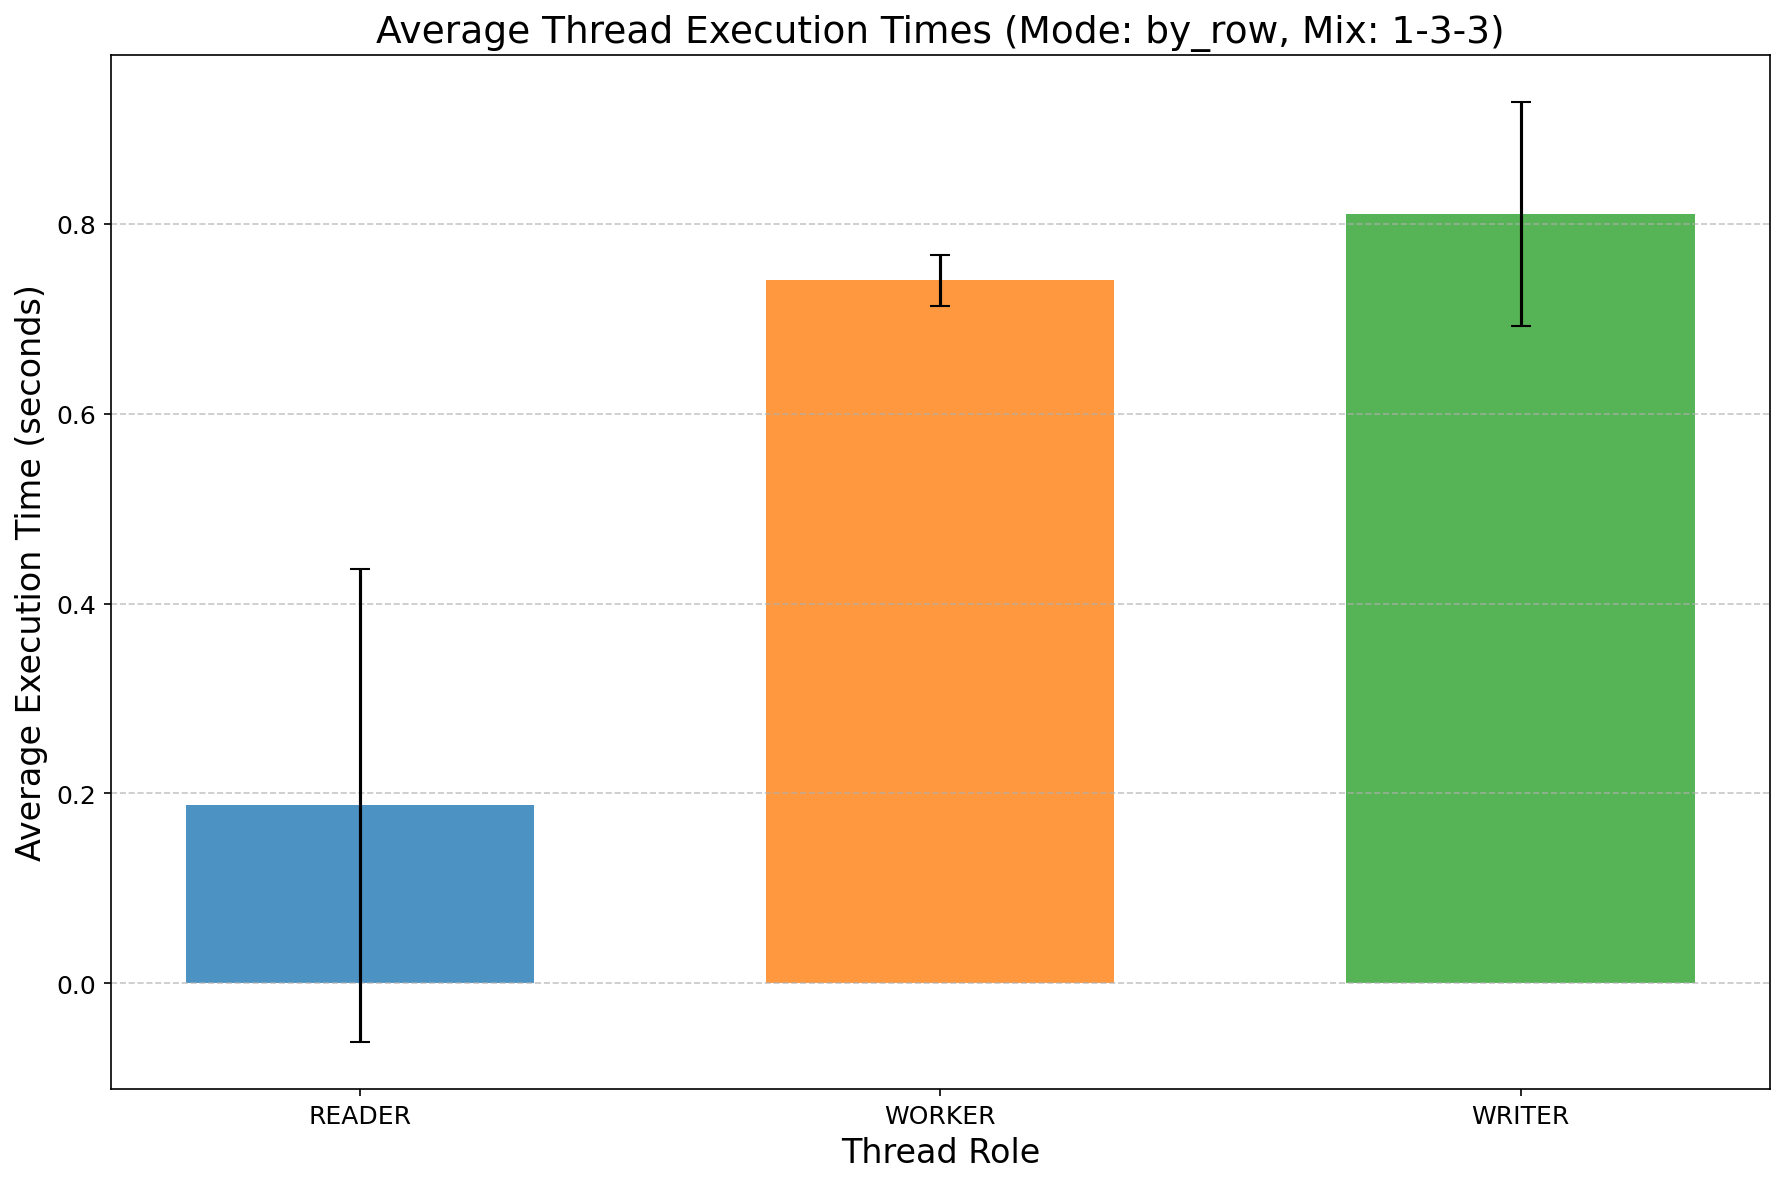 Average Thread Execution Times (Mode: by_row, Mix: 1-3-3)
Average Execution Time (seconds)
0.8
0.6
0.4
0.2
0.0
READER
WORKER
WRITER
Thread Role